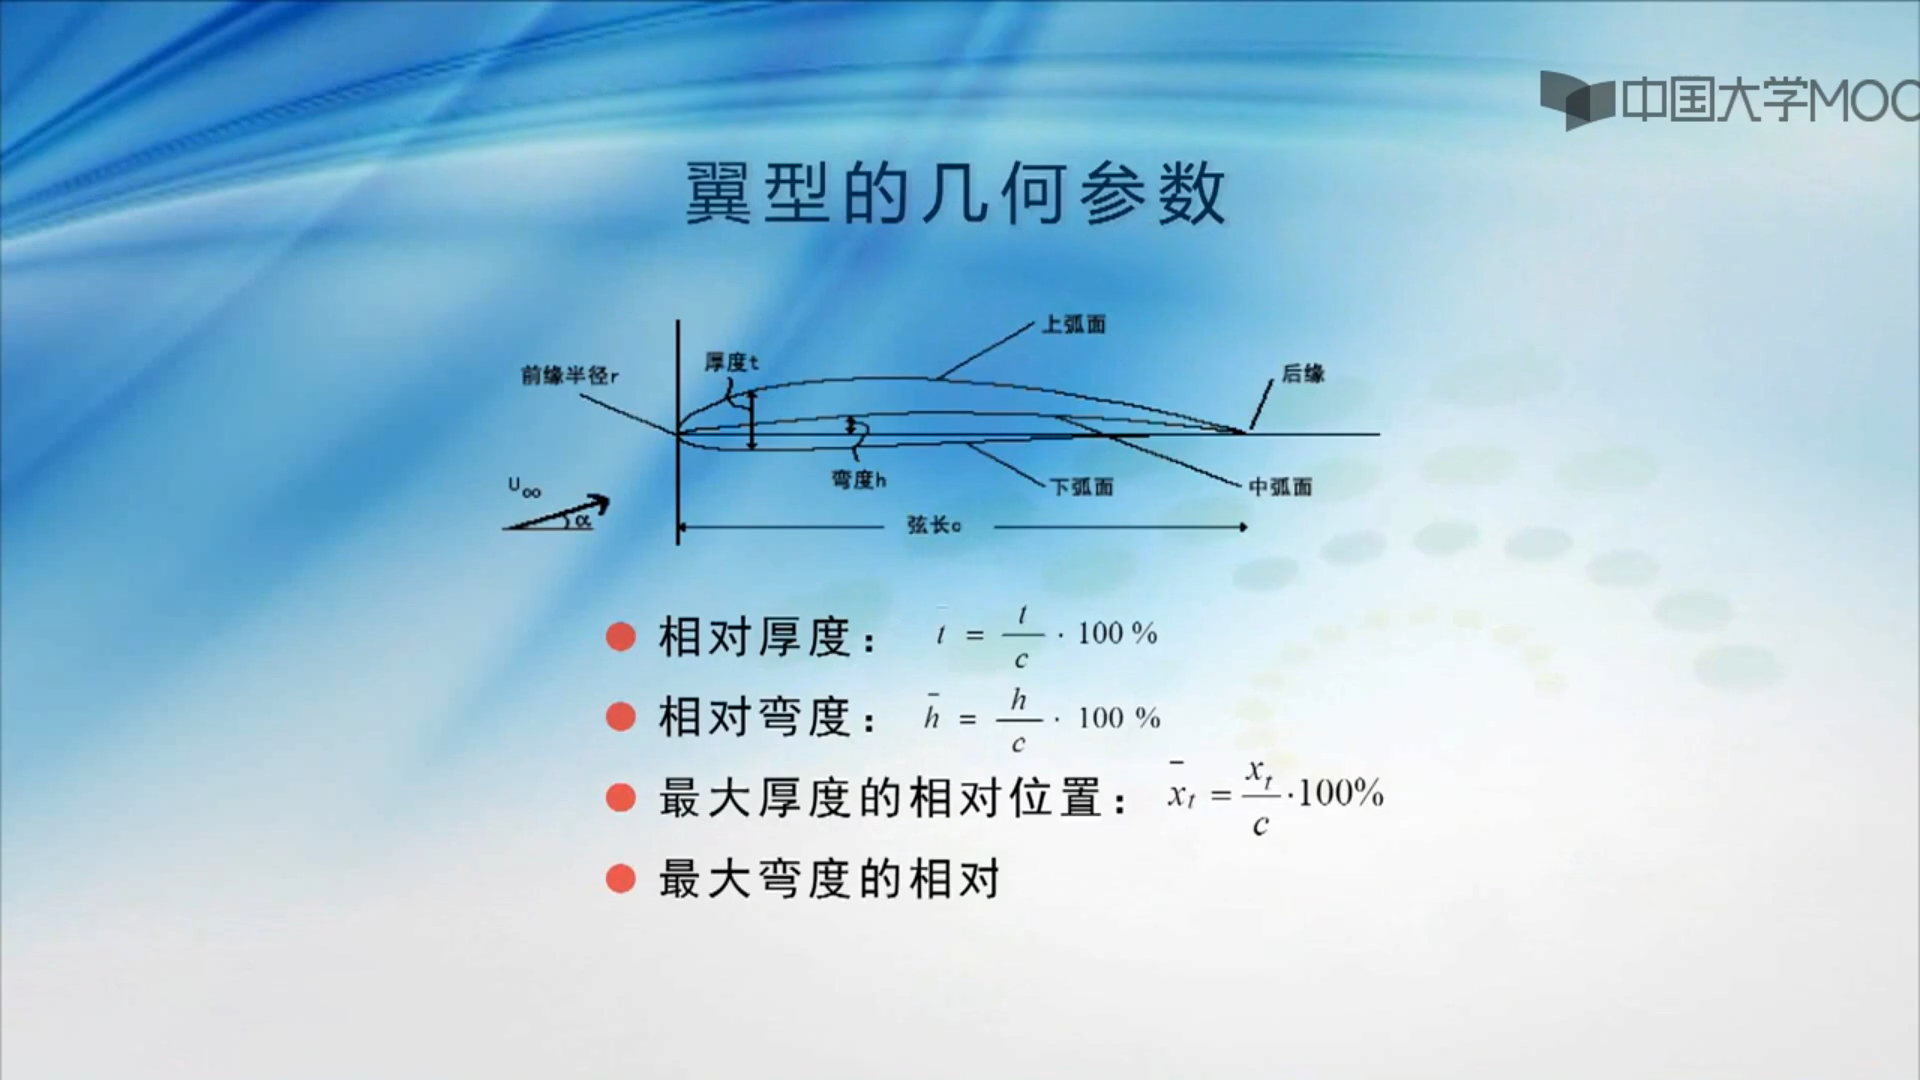 中国大学MOO
翼型的几何参数
上弧面
厚度t
前缘半径r
后缘
弯度h
下弧面
中弧面
U∞
α
弦长c
相对厚度： t̄ = t/c · 100 %
相对弯度： h̄ = h/c · 100 %
最大厚度的相对位置： x̄ₜ = xₜ/c ·100%
最大弯度的相对